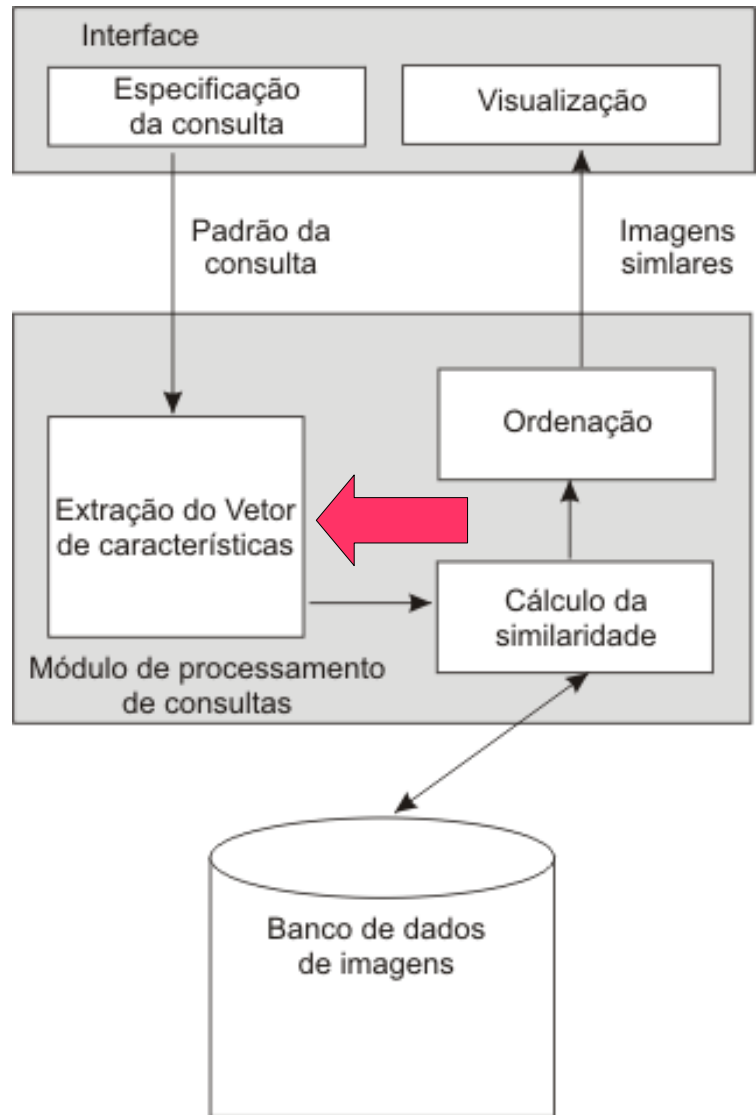 Interface
Especificação
da consulta
Visualização
Padrão da
consulta
Imagens
simlares
Ordenação
Extração do Vetor
de característícas
Cálculo da
similaridade
Módulo de processamento
de consultas
Banco de dados
de imagens